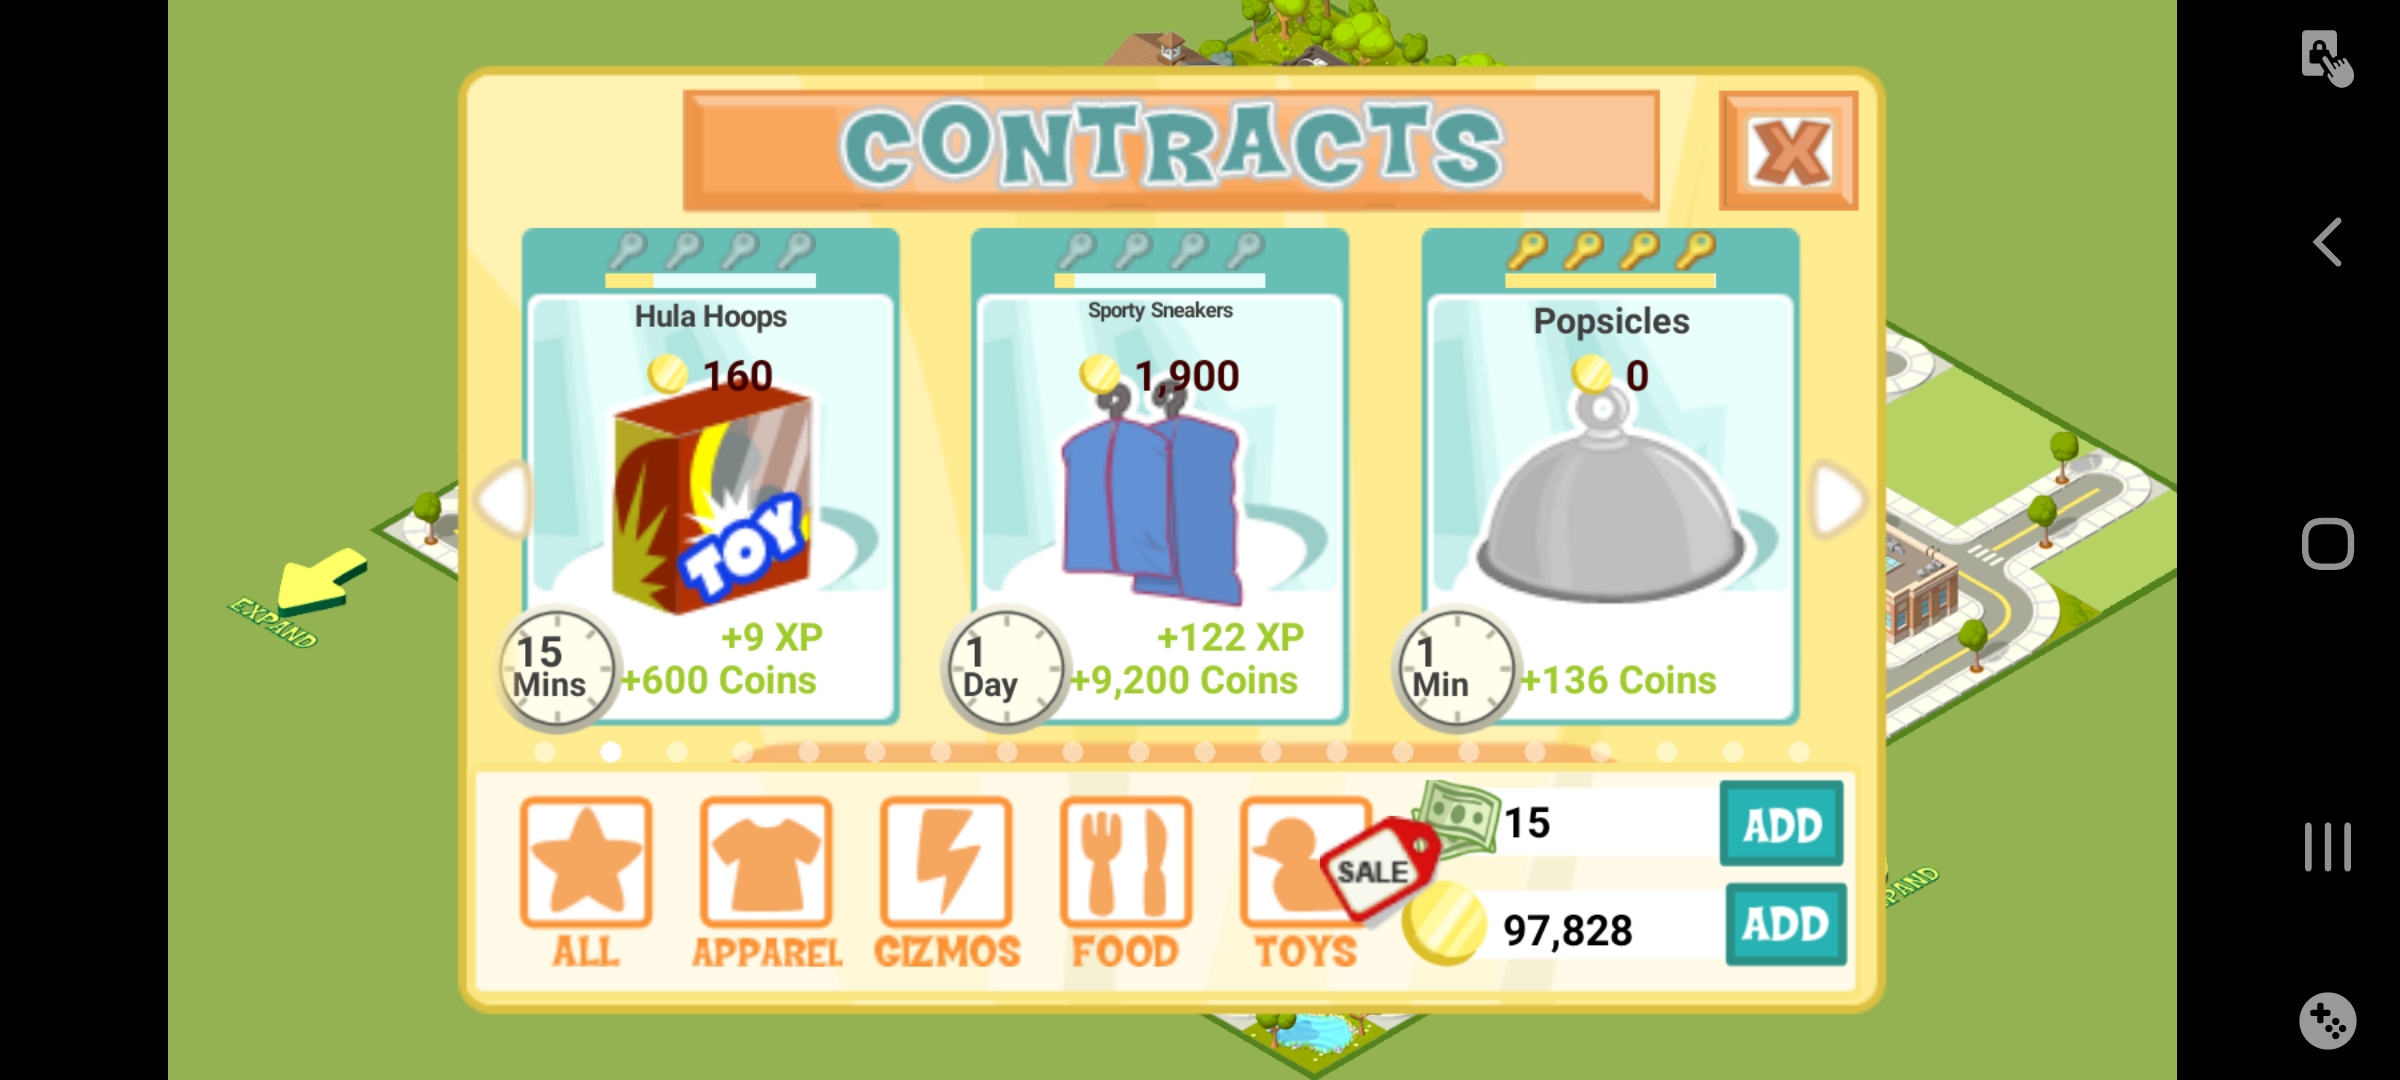 CONTRACTS
X
Hula Hoops
160
TOY
15
Mins
+9 XP
+600 Coins
Sporty Sneakers
1,900
1
Day
+122 XP
+9,200 Coins
Popsicles
0
1
Min
+136 Coins
EXPAND
ALL
APPAREL
GIZMOS
FOOD
TOYS
SALE
15
ADD
97,828
ADD
PAND